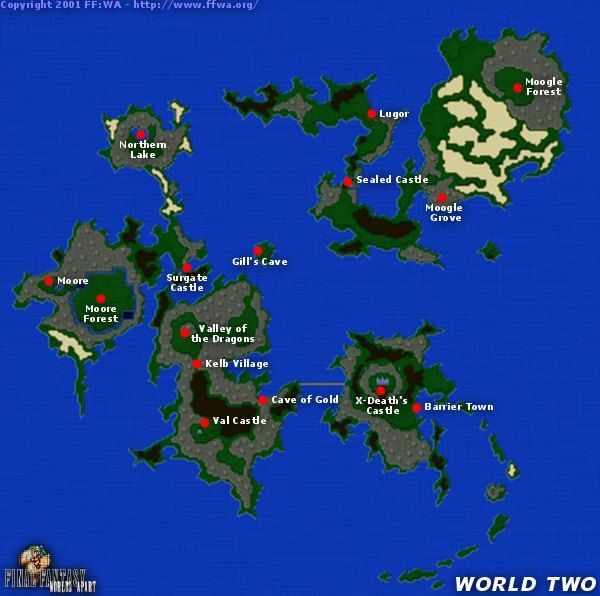 Copyright 2001 FF:WA - http://www.ffwa.org/
Moogle
Forest
Lugor
Northern
Lake
Sealed Castle
Moogle
Grove
Gill's Cave
Surgate
Castle
Moore
Moore
Forest
Valley of
the Dragons
Kelb Village
Cave of Gold
X-Death's
Castle
Barrier Town
Val Castle
FINAL FANTASY
WORLDS APART
WORLD TWO